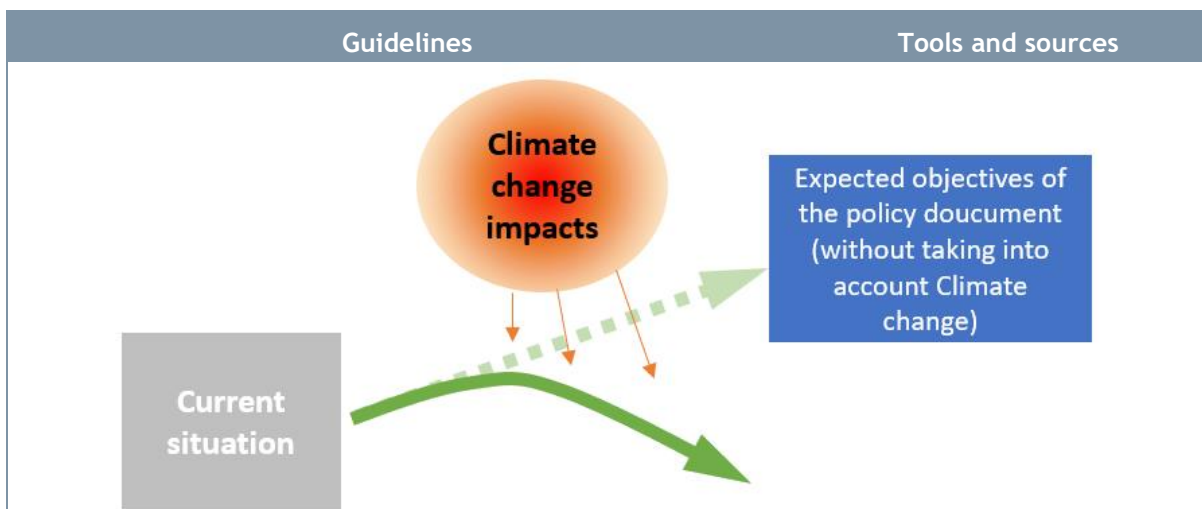 Guidelines
Tools and sources
Climate
change
impacts
Expected objectives of
the policy doucument
(without taking into
account Climate
change)
Current
situation